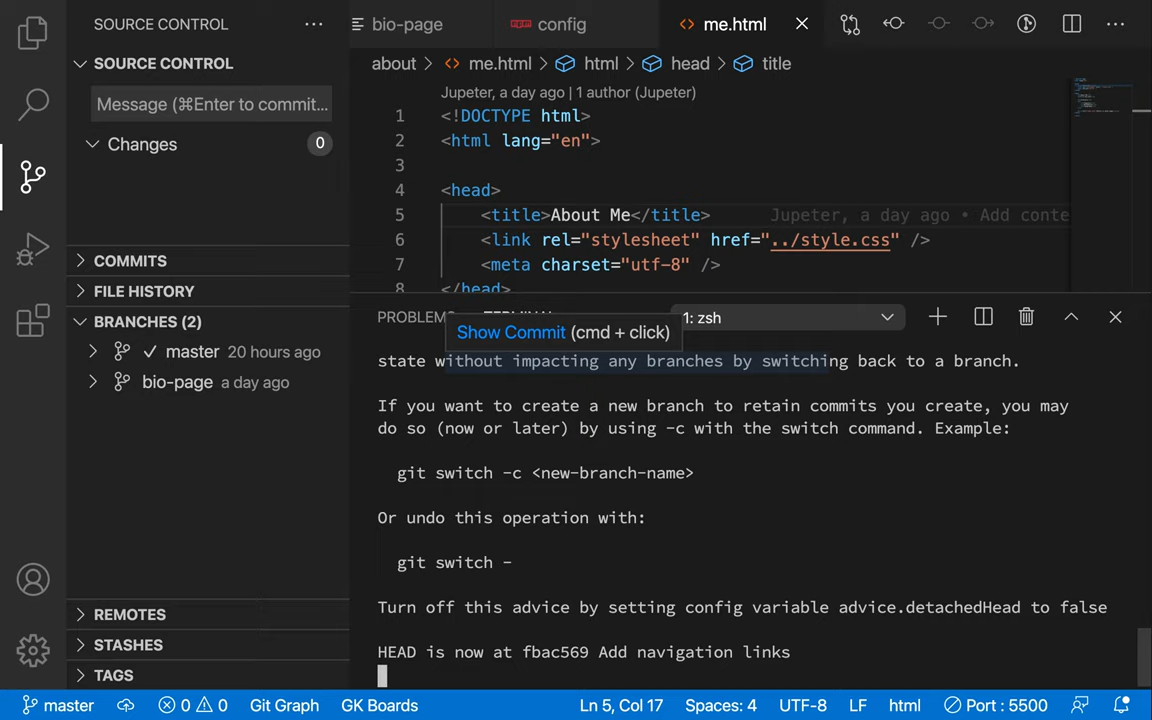 SOURCE CONTROL
bio-page
config
me.html
SOURCE CONTROL
Message (⌘Enter to commit...
Changes
0
COMMITS
FILE HISTORY
BRANCHES (2)
master 20 hours ago
bio-page a day ago
REMOTES
STASHES
TAGS
about > me.html > html > head > title
Jupeter, a day ago | 1 author (Jupeter)
1 <!DOCTYPE html>
2 <html lang="en">
3
4 <head>
5 <title>About Me</title> Jupeter, a day ago • Add conte
6 <link rel="stylesheet" href="../style.css" />
7 <meta charset="utf-8" />
8 </head>
PROBLEMS
1: zsh
Show Commit (cmd + click)
state without impacting any branches by switching back to a branch.
If you want to create a new branch to retain commits you create, you may
do so (now or later) by using -c with the switch command. Example:
git switch -c <new-branch-name>
Or undo this operation with:
git switch -
Turn off this advice by setting config variable advice.detachedHead to false
HEAD is now at fbac569 Add navigation links
master
0
0
Git Graph
GK Boards
Ln 5, Col 17
Spaces: 4
UTF-8
LF
html
Port : 5500